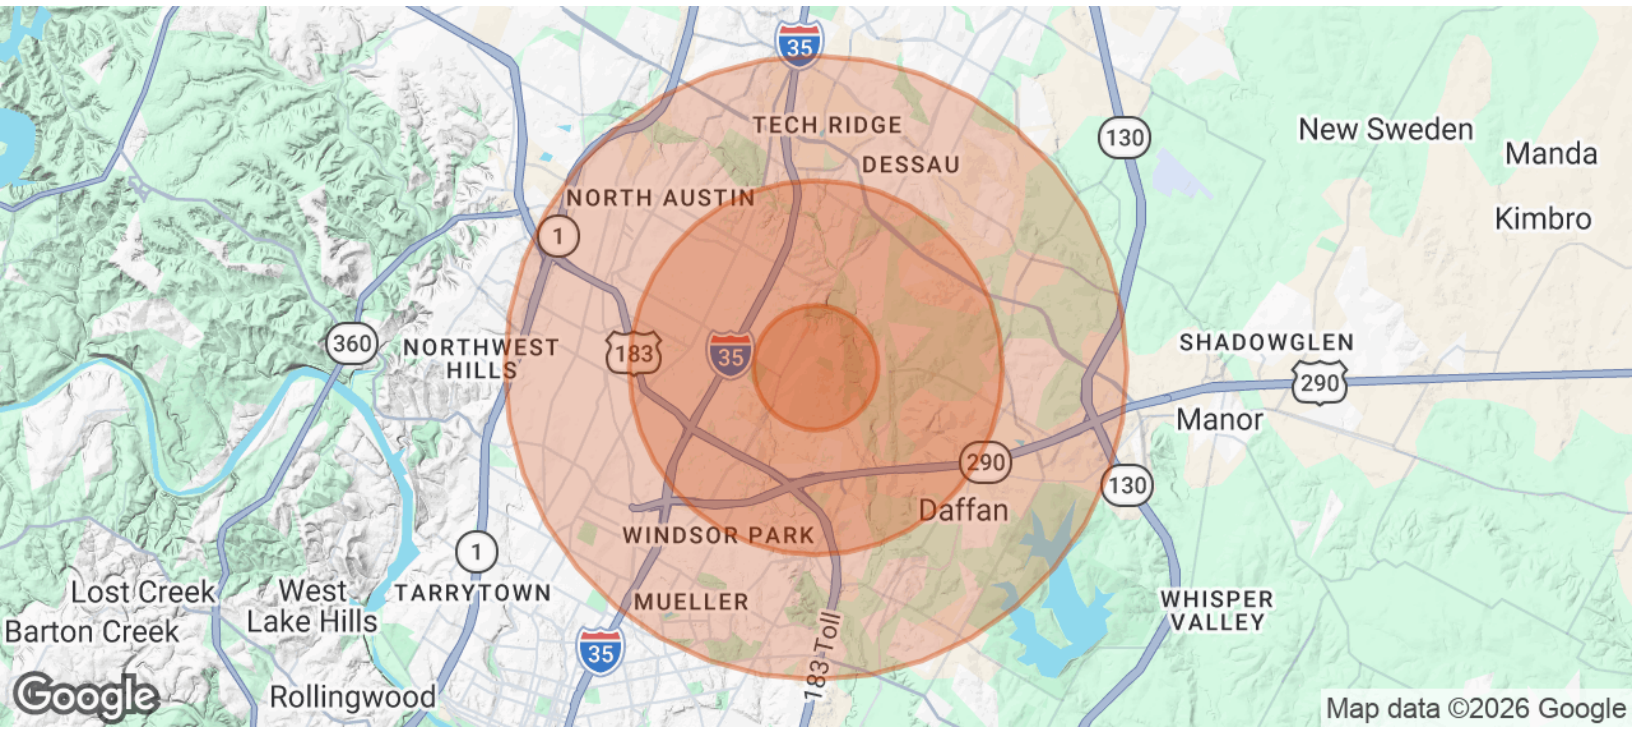 35
TECH RIDGE
130
New Sweden
Manda
DESSAU
NORTH AUSTIN
Kimbro
1
360
NORTHWEST
HILLS
183
35
SHADOWGLEN
290
Manor
290
130
Daffan
WINDSOR PARK
1
Lost Creek
West
Lake Hills
TARRYTOWN
MUELLER
WHISPER
VALLEY
Barton Creek
35
183 Toll
Google
Rollingwood
Map data ©2026 Google